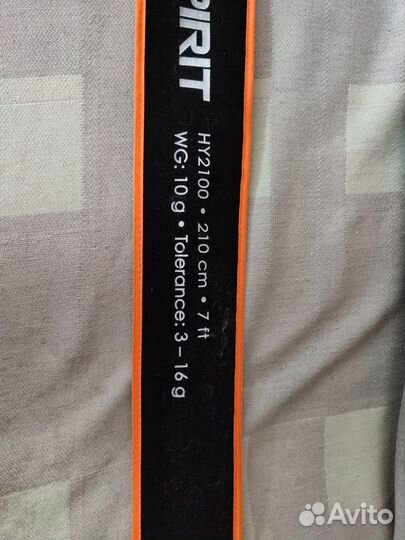 PIRIT
HY2100 • 210 cm • 7 ft
WG: 10 g • Tolerance: 3 – 16 g
Avito